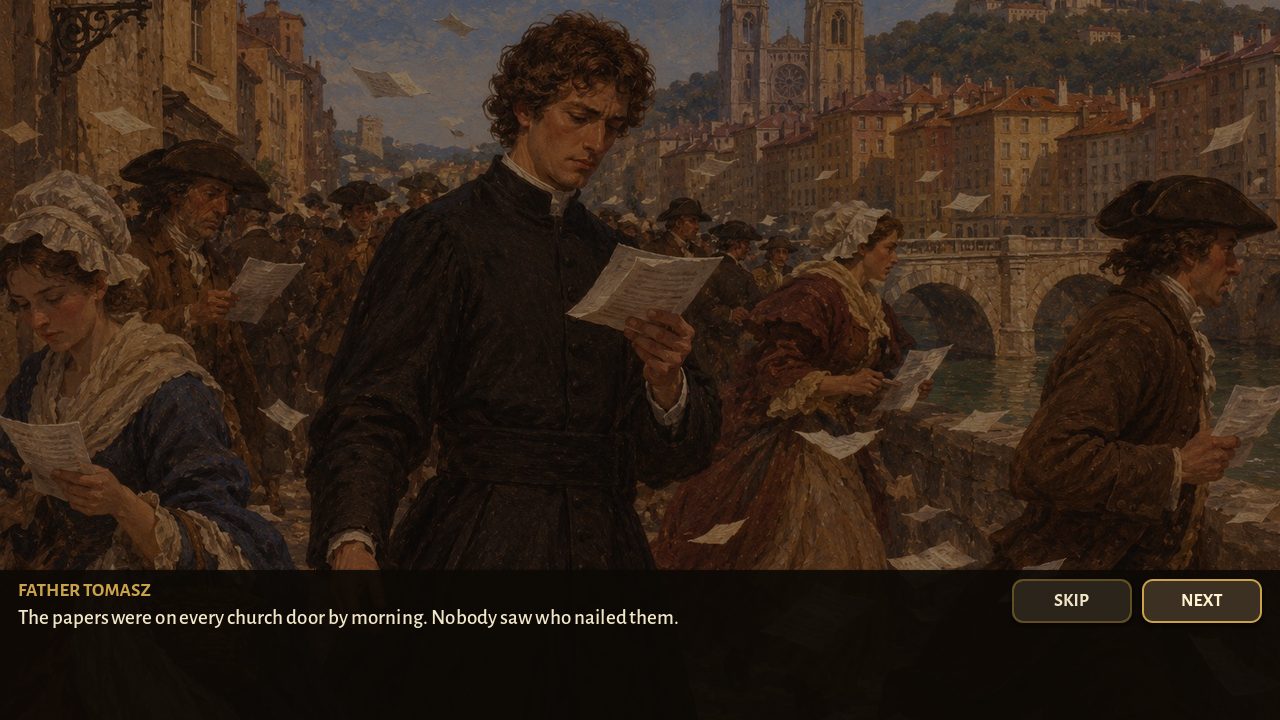 FATHER TOMASZ
The papers were on every church door by morning. Nobody saw who nailed them.
SKIP
NEXT